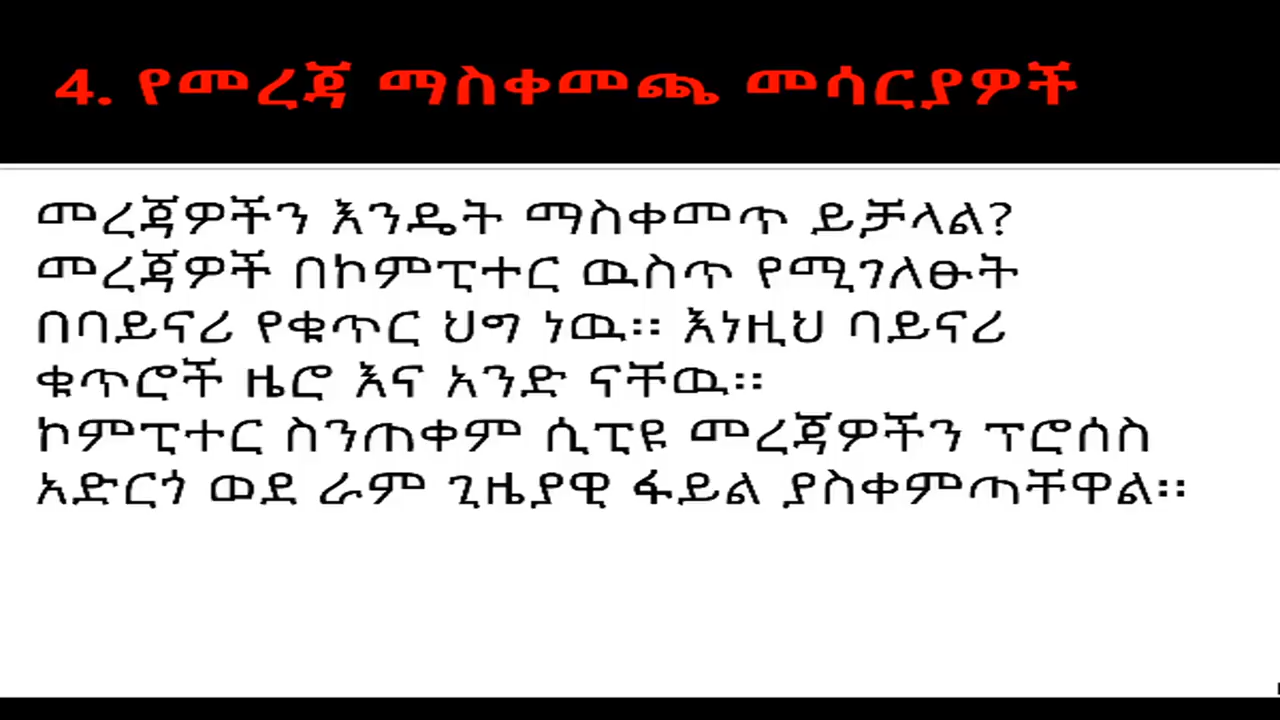 4. የመረጃ ማስቀመጫ መሳርያዎች
መረጃዎችን እንዴት ማስቀመጥ ይቻላል?
መረጃዎች በኮምፒተር ዉስጥ የሚገለፁት
በባይናሪ የቁጥር ህግ ነዉ፡፡ እነዚህ ባይናሪ
ቁጥሮች ዜሮ እና አንድ ናቸዉ፡፡
ኮምፒተር ስንጠቀም ሲፒዩ መረጃዎችን ፕሮሰስ
አድርጎ ወደ ራም ጊዜያዊ ፋይል ያስቀምጣቸዋል፡፡